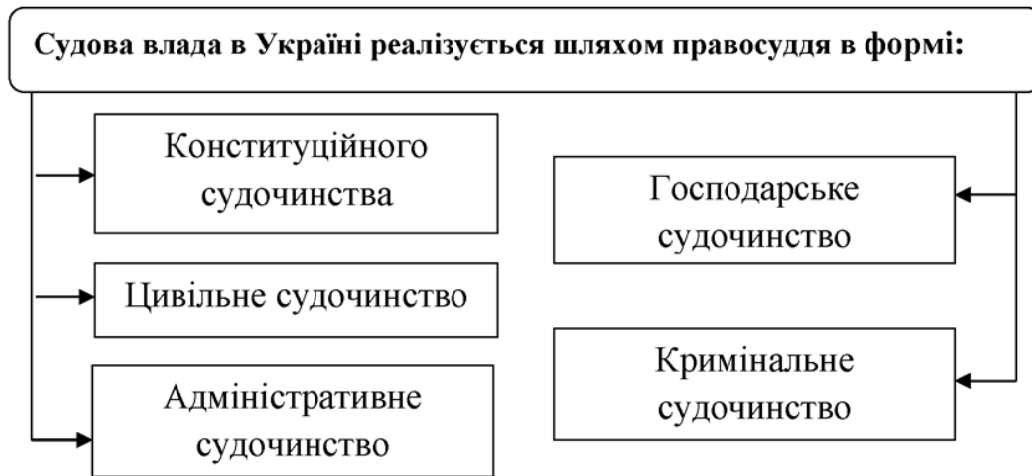 Судова влада в Україні реалізується шляхом правосуддя в формі:
Конституційного
судочинства
Цивільне судочинство
Адміністративне
судочинство
Господарське
судочинство
Кримінальне
судочинство